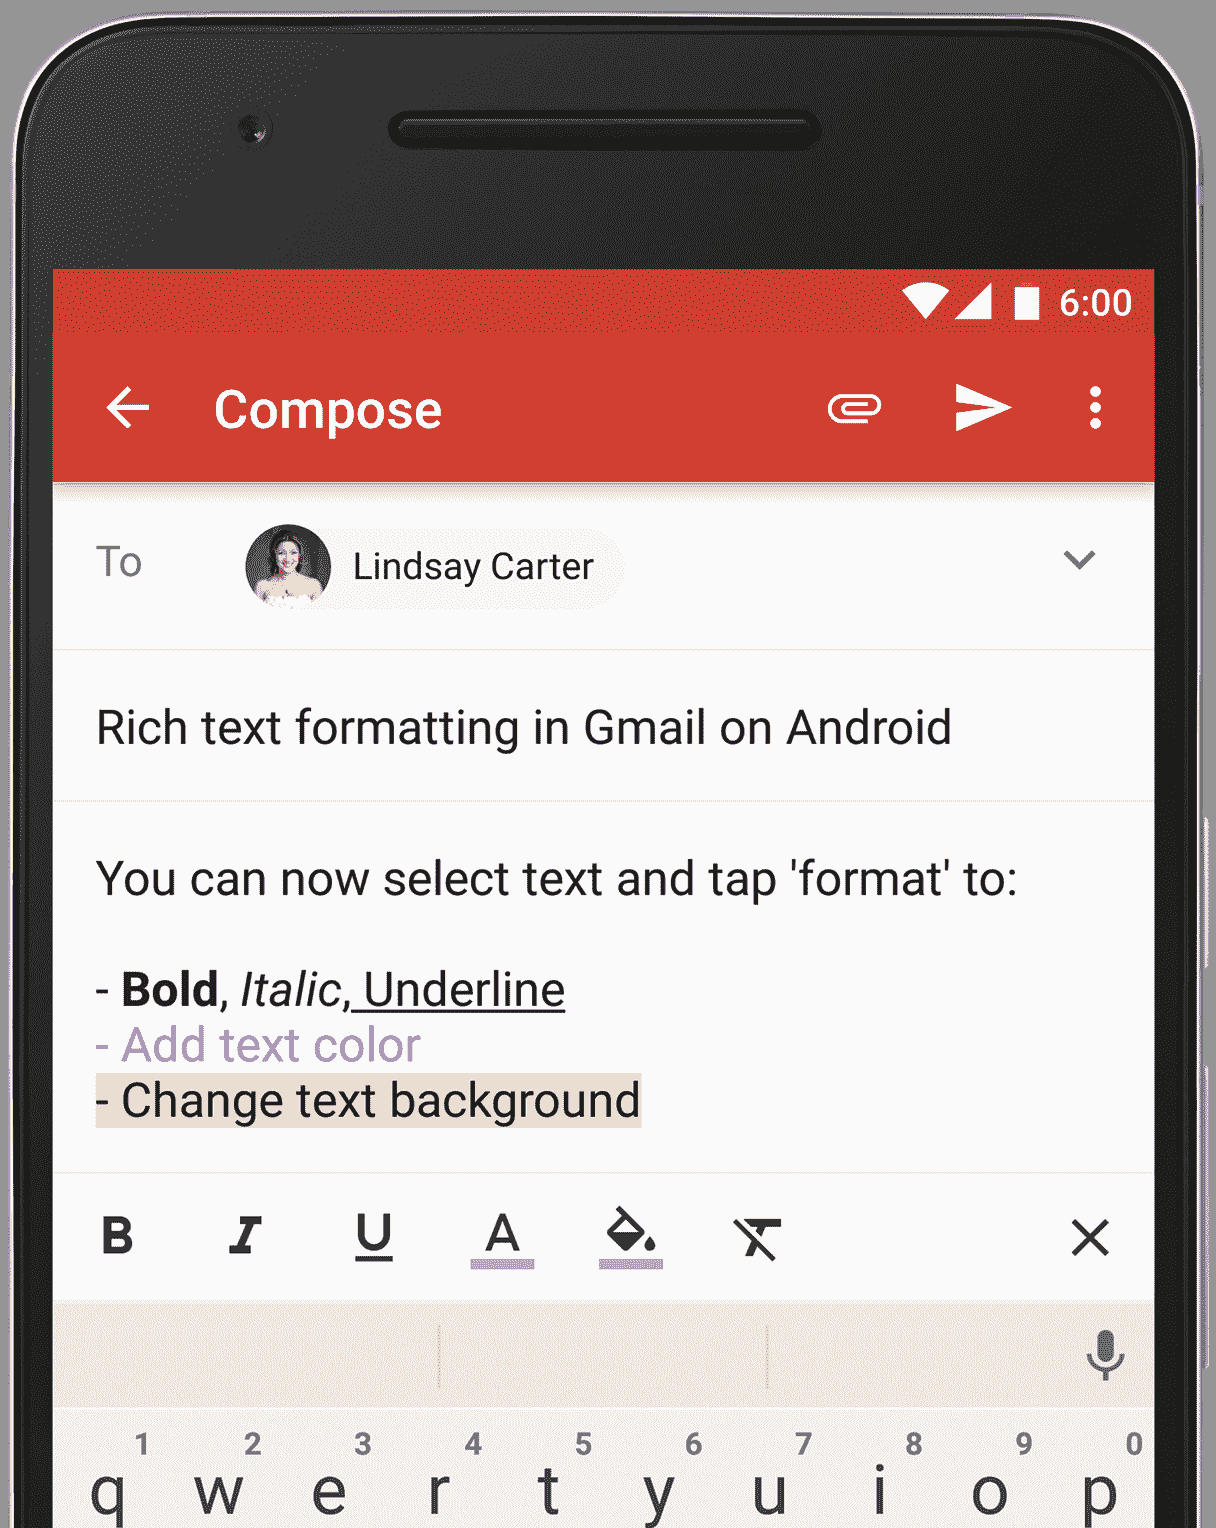 6:00
Compose
To Lindsay Carter
Rich text formatting in Gmail on Android
You can now select text and tap 'format' to:
- Bold, Italic, Underline
- Add text color
- Change text background
B I U A
1 2 3 4 5 6 7 8 9 0
q w e r t y u i o p